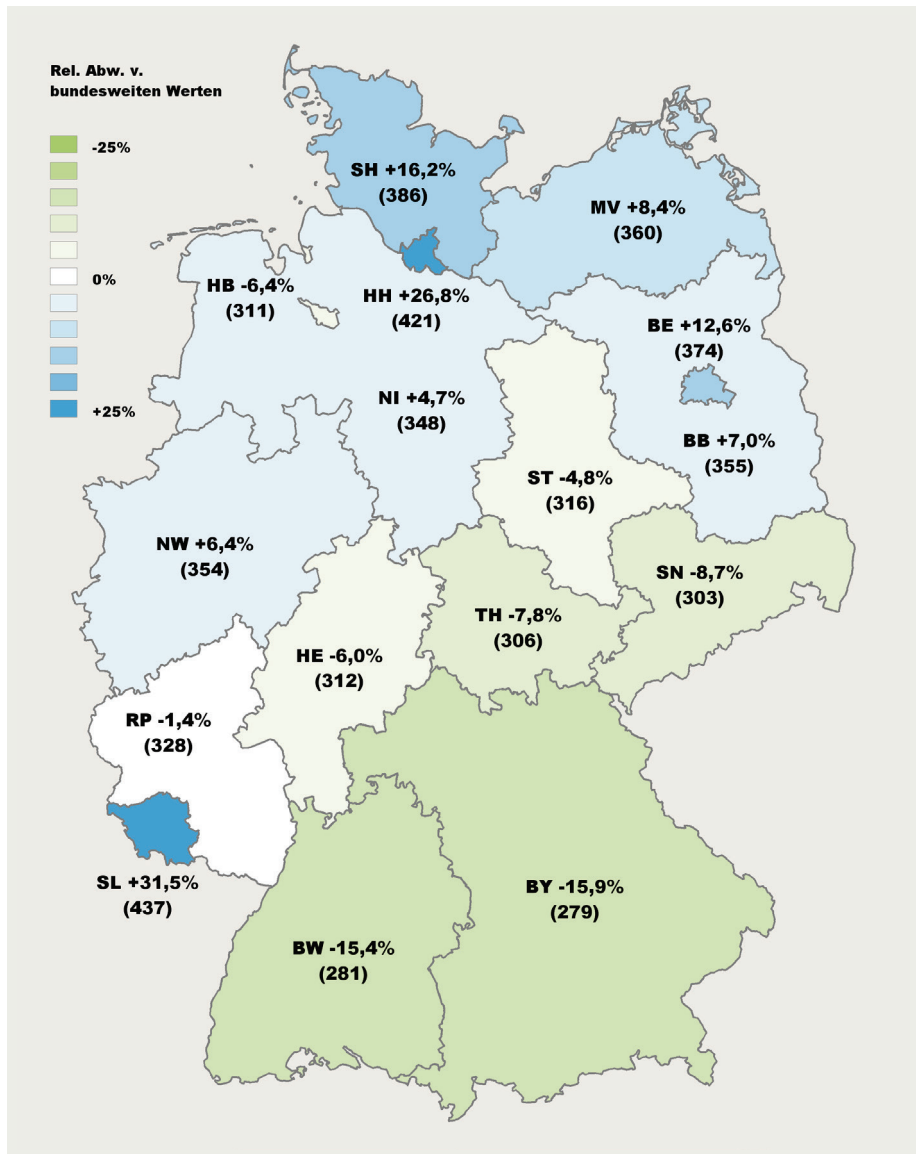 Rel. Abw. v.
bundesweiten Werten
-25%
0%
+25%
SH +16,2%
(386)
MV +8,4%
(360)
HB -6,4%
(311)
HH +26,8%
(421)
BE +12,6%
(374)
NI +4,7%
(348)
BB +7,0%
(355)
ST -4,8%
(316)
NW +6,4%
(354)
SN -8,7%
(303)
TH -7,8%
(306)
HE -6,0%
(312)
RP -1,4%
(328)
SL +31,5%
(437)
BY -15,9%
(279)
BW -15,4%
(281)